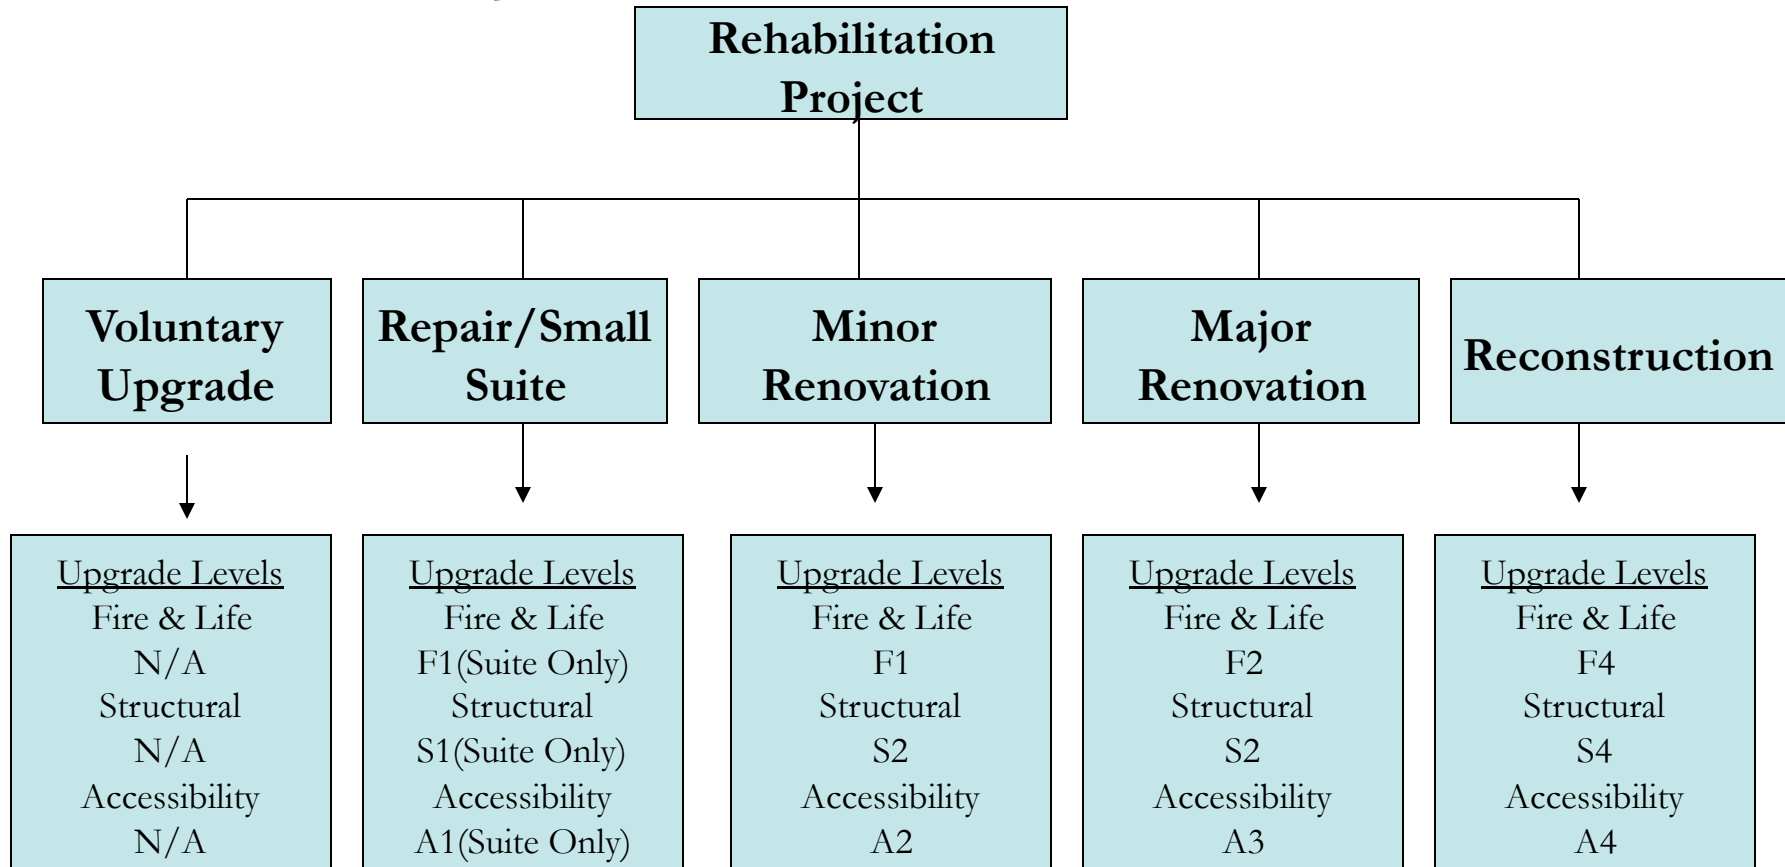 Rehabilitation
Project
Voluntary
Upgrade
Repair/Small
Suite
Minor
Renovation
Major
Renovation
Reconstruction
Upgrade Levels
Fire & Life
N/A
Structural
N/A
Accessibility
N/A
Upgrade Levels
Fire & Life
F1(Suite Only)
Structural
S1(Suite Only)
Accessibility
A1(Suite Only)
Upgrade Levels
Fire & Life
F1
Structural
S2
Accessibility
A2
Upgrade Levels
Fire & Life
F2
Structural
S2
Accessibility
A3
Upgrade Levels
Fire & Life
F4
Structural
S4
Accessibility
A4